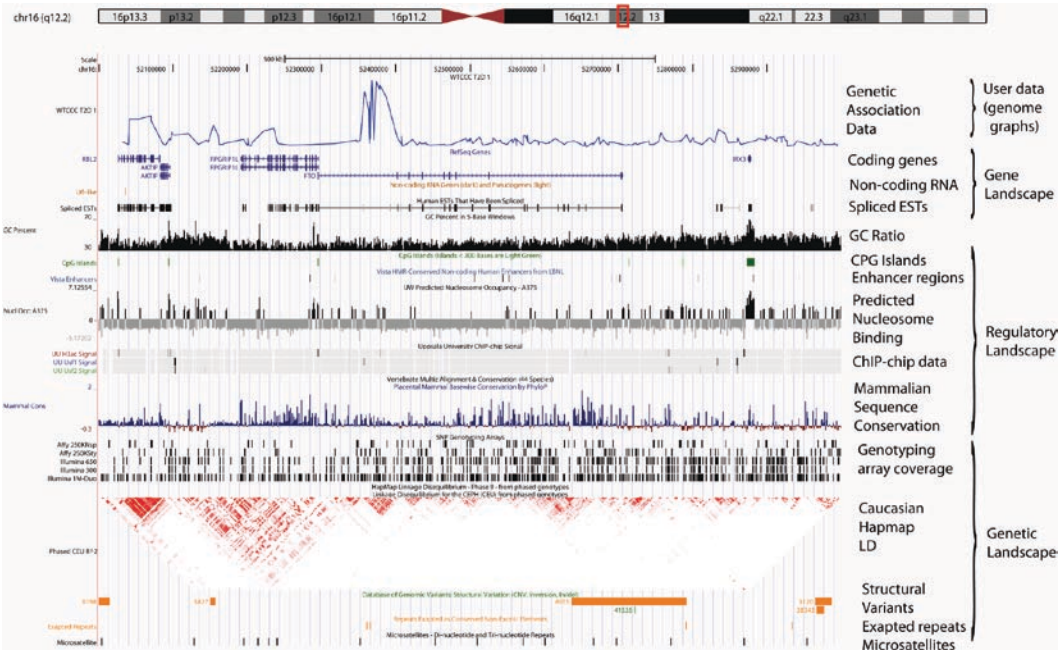 chr16 (q12.2) 16p13.3 p13.2 p12.3 16p12.1 16p11.2 16q12.1 12.2 13 q22.1 22.3 q23.1
Scale
500 kb
chr16: 52100000 52200000 52300000 52400000 52500000 52600000 52700000 52800000 52900000
WTCCC T2D 1
WTCCC T2D 1
Genetic
Association
Data
User data
(genome
graphs)
RefSeq Genes
RBL2 RPGRIP1L IRX3
AKTIP RPGRIP1L
AKTIP FTO
Coding genes
Non-coding RNA Genes (dark) and Pseudogenes (light)
Non-coding RNA
Human ESTs That Have Been Spliced
Spliced ESTs
Spliced ESTs
Gene
Landscape
GC Percent in 5-Base Windows
GC Percent
30
GC Ratio
CpG Islands (Islands < 300 Bases are Light Green)
CpG Islands
CPG Islands
Vista HMR-Conserved Non-coding Human Enhancers from LBNL
Vista Enhancers
Enhancer regions
UW Predicted Nucleosome Occupancy - A375
7.12554
Nucl Occ: A375
0
Predicted
Nucleosome
Binding
Regulatory
Landscape
Uppsala University ChIP-chip Signal
UU H3ac Signal
UU Usf1 Signal
UU Usf2 Signal
ChIP-chip data
Vertebrate Multiz Alignment & Conservation (44 Species)
Placental Mammal Basewise Conservation by PhyloP
2
Mammal Cons
Mammalian
Sequence
Conservation
SNP Genotyping Arrays
Affy 250KNsp
Affy 250KSty
Illumina 650
Illumina 300
Illumina 1M-Duo
Genotyping
array coverage
HapMap Linkage Disequilibrium - Phase II - from phased genotypes
Linkage Disequilibrium for the CEPH (CEU) from phased genotypes
Phased CEU R^2
Caucasian
Hapmap
LD
Genetic
Landscape
Database of Genomic Variants: Structural Variation (CNV, Inversion, In/del)
Structural
Variants
Repeats Exapted as Conserved Non-Exonic Elements
Exapted Repeats
Exapted repeats
Microsatellites - Di-nucleotide and Tri-nucleotide Repeats
Microsatellite
Microsatellites